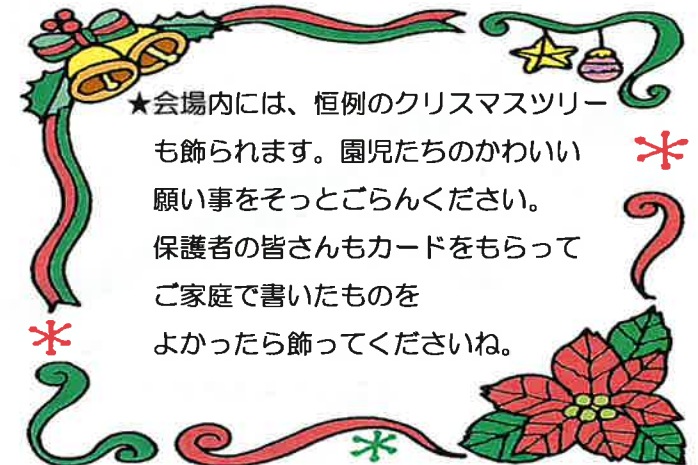 ★会場内には、恒例のクリスマスツリー
も飾られます。園児たちのかわいい
願い事をそっとごらんください。
保護者の皆さんもカードをもらって
ご家庭で書いたものを
よかったら飾ってくださいね。